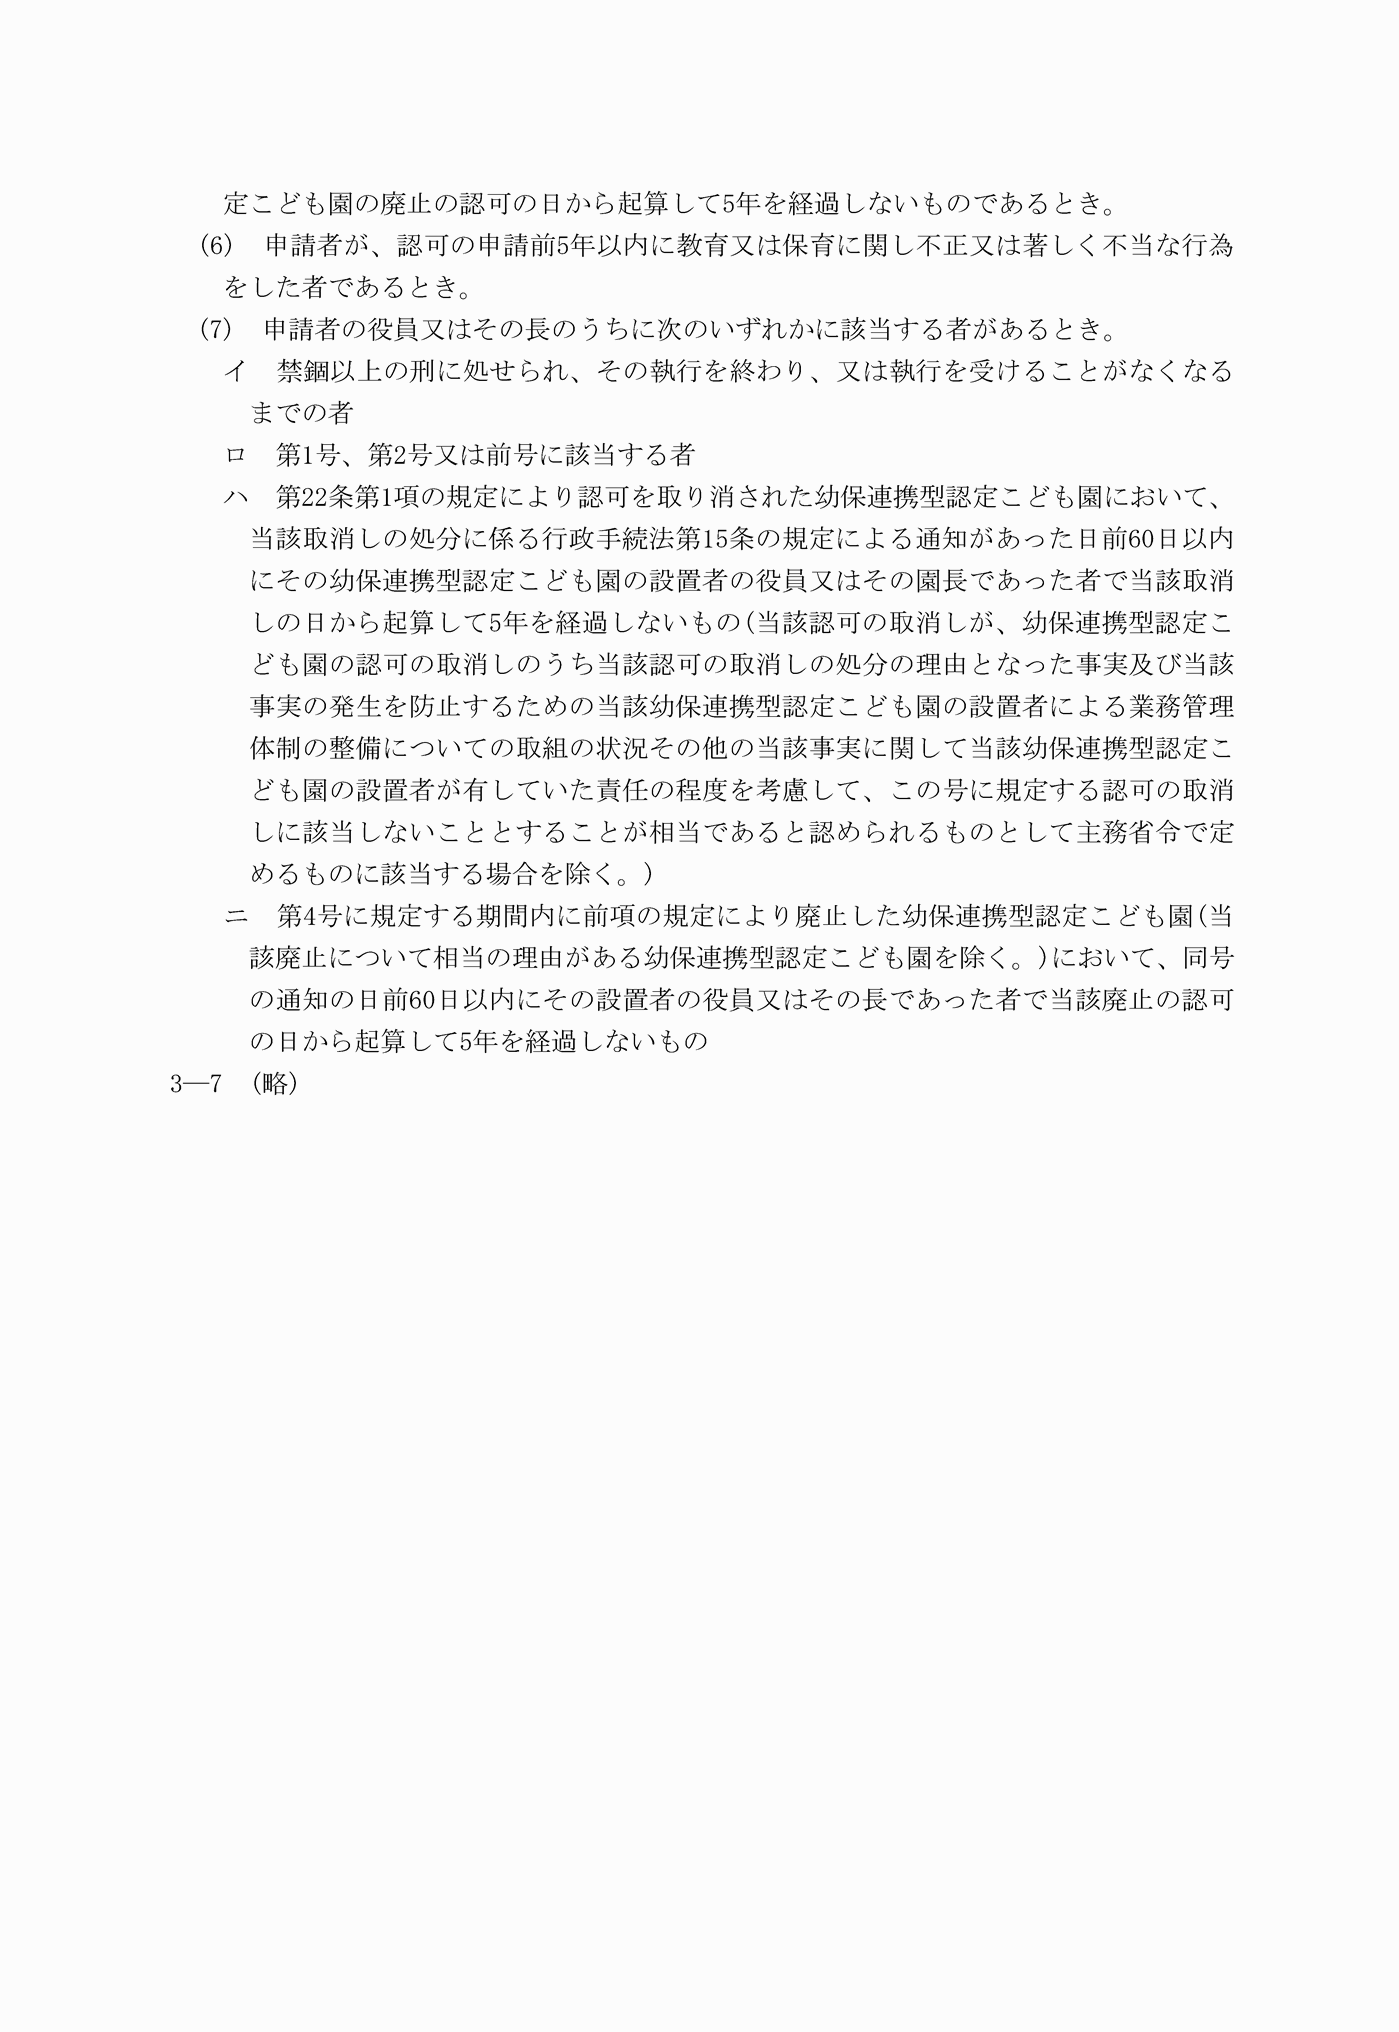 定こども園の廃止の認可の日から起算して5年を経過しないものであるとき。
(6)　申請者が、認可の申請前5年以内に教育又は保育に関し不正又は著しく不当な行為
をした者であるとき。
(7)　申請者の役員又はその長のうちに次のいずれかに該当する者があるとき。
イ　禁錮以上の刑に処せられ、その執行を終わり、又は執行を受けることがなくなる
までの者
ロ　第1号、第2号又は前号に該当する者
ハ　第22条第1項の規定により認可を取り消された幼保連携型認定こども園において、
当該取消しの処分に係る行政手続法第15条の規定による通知があった日前60日以内
にその幼保連携型認定こども園の設置者の役員又はその園長であった者で当該取消
しの日から起算して5年を経過しないもの(当該認可の取消しが、幼保連携型認定こ
ども園の認可の取消しのうち当該認可の取消しの処分の理由となった事実及び当該
事実の発生を防止するための当該幼保連携型認定こども園の設置者による業務管理
体制の整備についての取組の状況その他の当該事実に関して当該幼保連携型認定こ
ども園の設置者が有していた責任の程度を考慮して、この号に規定する認可の取消
しに該当しないこととすることが相当であると認められるものとして主務省令で定
めるものに該当する場合を除く。)
ニ　第4号に規定する期間内に前項の規定により廃止した幼保連携型認定こども園(当
該廃止について相当の理由がある幼保連携型認定こども園を除く。)において、同号
の通知の日前60日以内にその設置者の役員又はその長であった者で当該廃止の認可
の日から起算して5年を経過しないもの
3―7　(略)